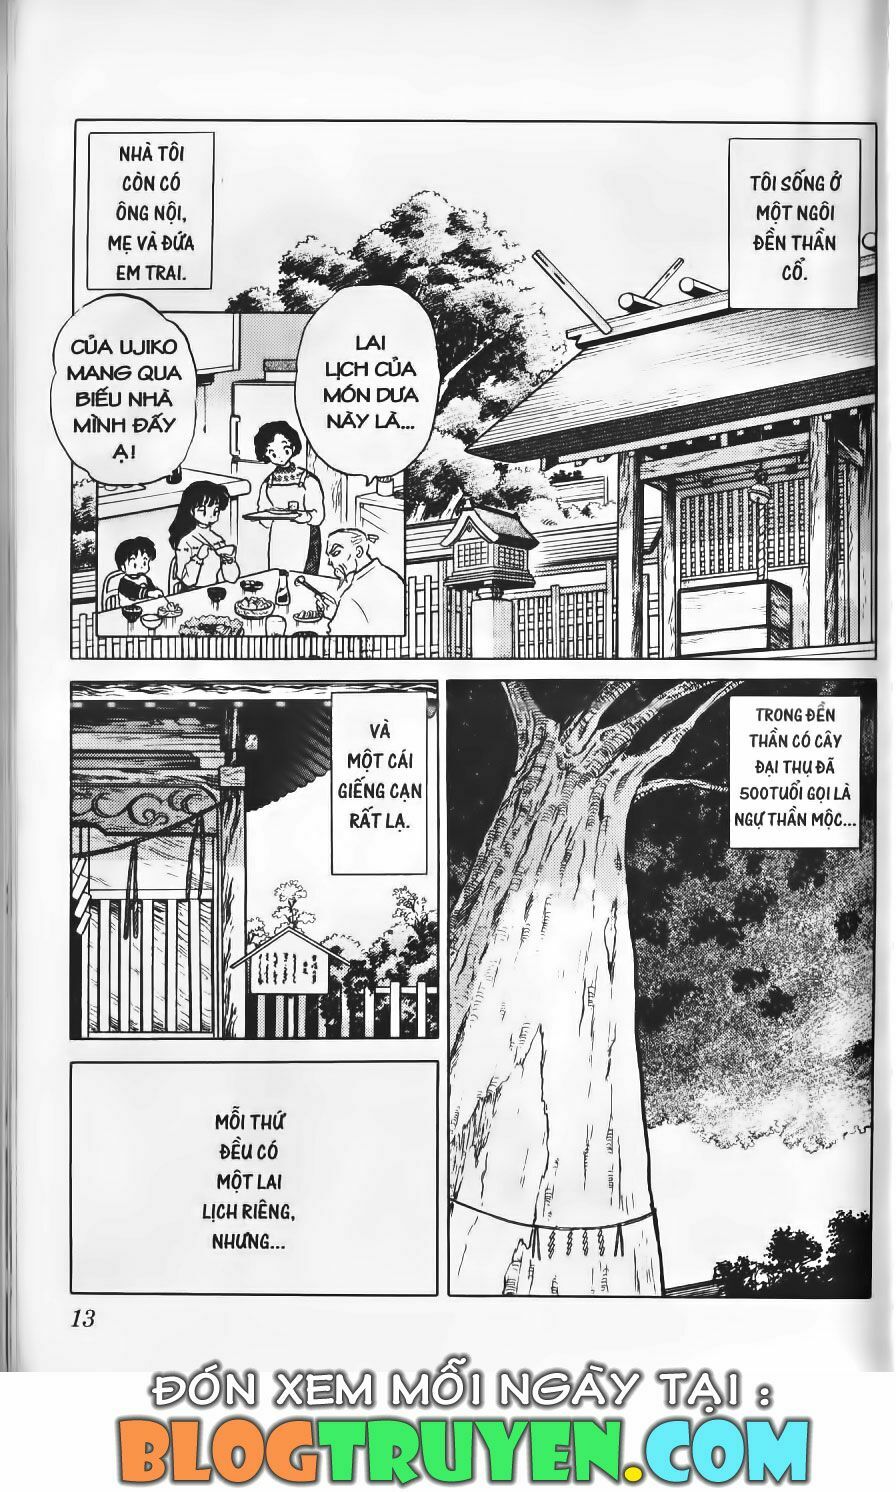 TÔI SỐNG Ở
MỘT NGÔI
ĐỀN THẦN
CỔ.
NHÀ TÔI
CÒN CÓ
ÔNG NỘI,
MẸ VÀ ĐỨA
EM TRAI.
LAI
LỊCH CỦA
MÓN DƯA
NÀY LÀ...
CỦA UJIKO
MANG QUA
BIẾU NHÀ
MÌNH ĐẤY
Ạ!
TRONG ĐỀN
THẦN CÓ CÂY
ĐẠI THỤ ĐÃ
500TUỔI GỌI LÀ
NGỰ THẦN MỘC...
VÀ
MỘT CÁI
GIẾNG CẠN
RẤT LẠ.
MỖI THỨ
ĐỀU CÓ
MỘT LAI
LỊCH RIÊNG,
NHƯNG...
13
ĐÓN XEM MỖI NGÀY TẠI :
BLOGTRUYEN.COM